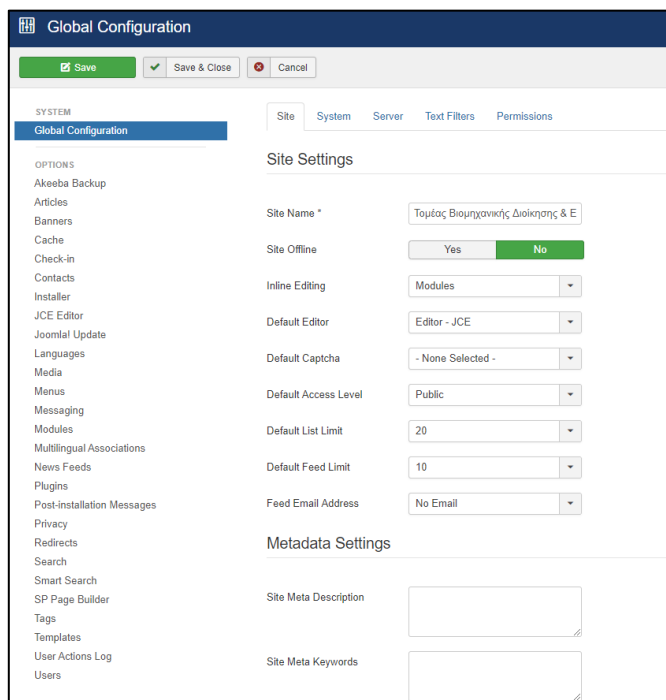 Global Configuration
Save
Save & Close
Cancel
SYSTEM
Global Configuration
OPTIONS
Akeeba Backup
Articles
Banners
Cache
Check-in
Contacts
Installer
JCE Editor
Joomla! Update
Languages
Media
Menus
Messaging
Modules
Multilingual Associations
News Feeds
Plugins
Post-installation Messages
Privacy
Redirects
Search
Smart Search
SP Page Builder
Tags
Templates
User Actions Log
Users
Site System Server Text Filters Permissions
Site Settings
Site Name * Τομέας Βιομηχανικής Διοίκησης & Ε
Site Offline Yes No
Inline Editing Modules
Default Editor Editor - JCE
Default Captcha - None Selected -
Default Access Level Public
Default List Limit 20
Default Feed Limit 10
Feed Email Address No Email
Metadata Settings
Site Meta Description
Site Meta Keywords